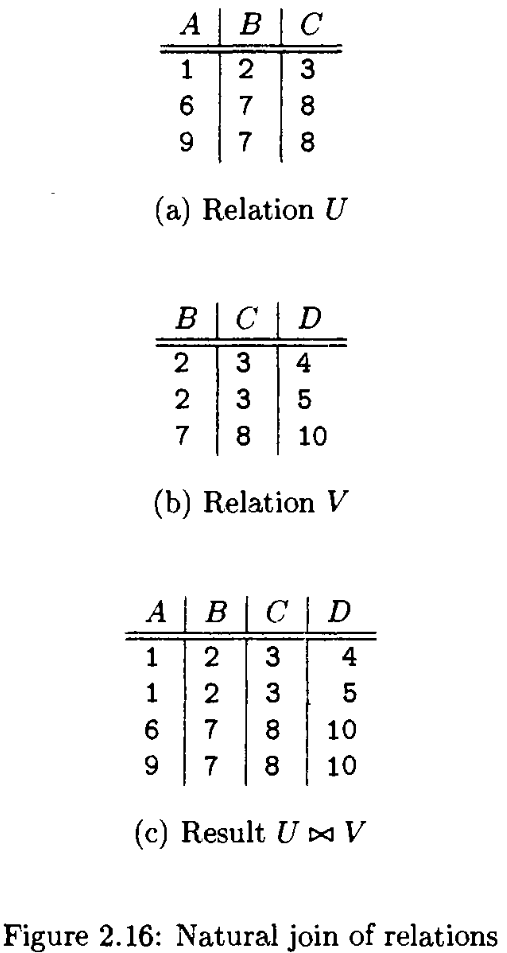 A B C
1 2 3
6 7 8
9 7 8
(a) Relation U
B C D
2 3 4
2 3 5
7 8 10
(b) Relation V
A B C D
1 2 3 4
1 2 3 5
6 7 8 10
9 7 8 10
(c) Result U ⋈ V
Figure 2.16: Natural join of relations